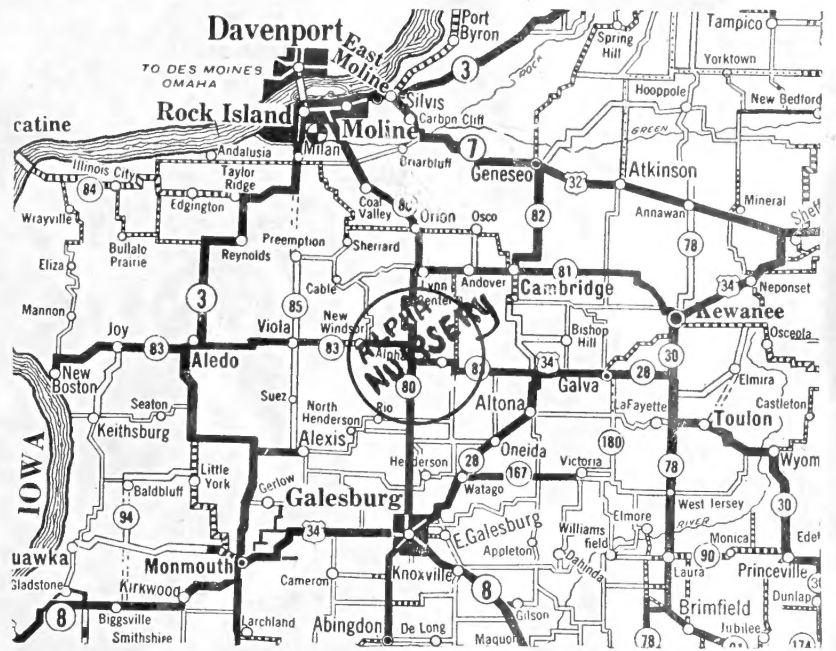 Davenport
Port
Byron
Spring
Hill
Tampico
East
Moline
TO DES MOINES
OMAHA
3
ROCK
Yorktown
Hooppole
New Bedford
Silvis
Carbon Cliff
Rock Island
Moline
GREEN
catine
Andalusia
Milan
Briarbluff
7
Geneseo
Atkinson
Illinois City
84
Taylor
Ridge
Edgington
Coal
Valley
80
32
Mineral
Wrayville
Orion
Osco
82
Annawan
Sheff
Bullalo
Prairie
Reynolds
Preemption
Sherrard
78
Eliza
Cable
Lynn
Center
Andover
81
Cambridge
34
Neponset
Mannon
3
85
New
Windsor
Kewanee
Joy
Viola
83
Alpha
ALPHA
NURSERY
Bishop
Hill
Osceola
83
Aledo
30
New
Boston
80
34
Galva
28
Elmira
Suez
Altona
LaFayette
Castleton
Seaton
North
Henderson
Rio
Toulon
Keithsburg
Alexis
Oneida
180
IOWA
Henderson
28
167
Victoria
78
Wyom
Baldbluff
Little
York
Gerlow
Galesburg
Watago
30
94
West Jersey
34
E. Galesburg
Elmore
RIVER
Monica
uawka
Appleton
Williams
field
Dahinda
90
Monmouth
Laura
Princeville
Gladstone
Kirkwood
Cameron
Knoxville
8
Brimfield
Dunlap
8
Biggsville
Gilson
Smithshire
Larchland
Abingdon
De Long
Maquon
78
Jubilee
174